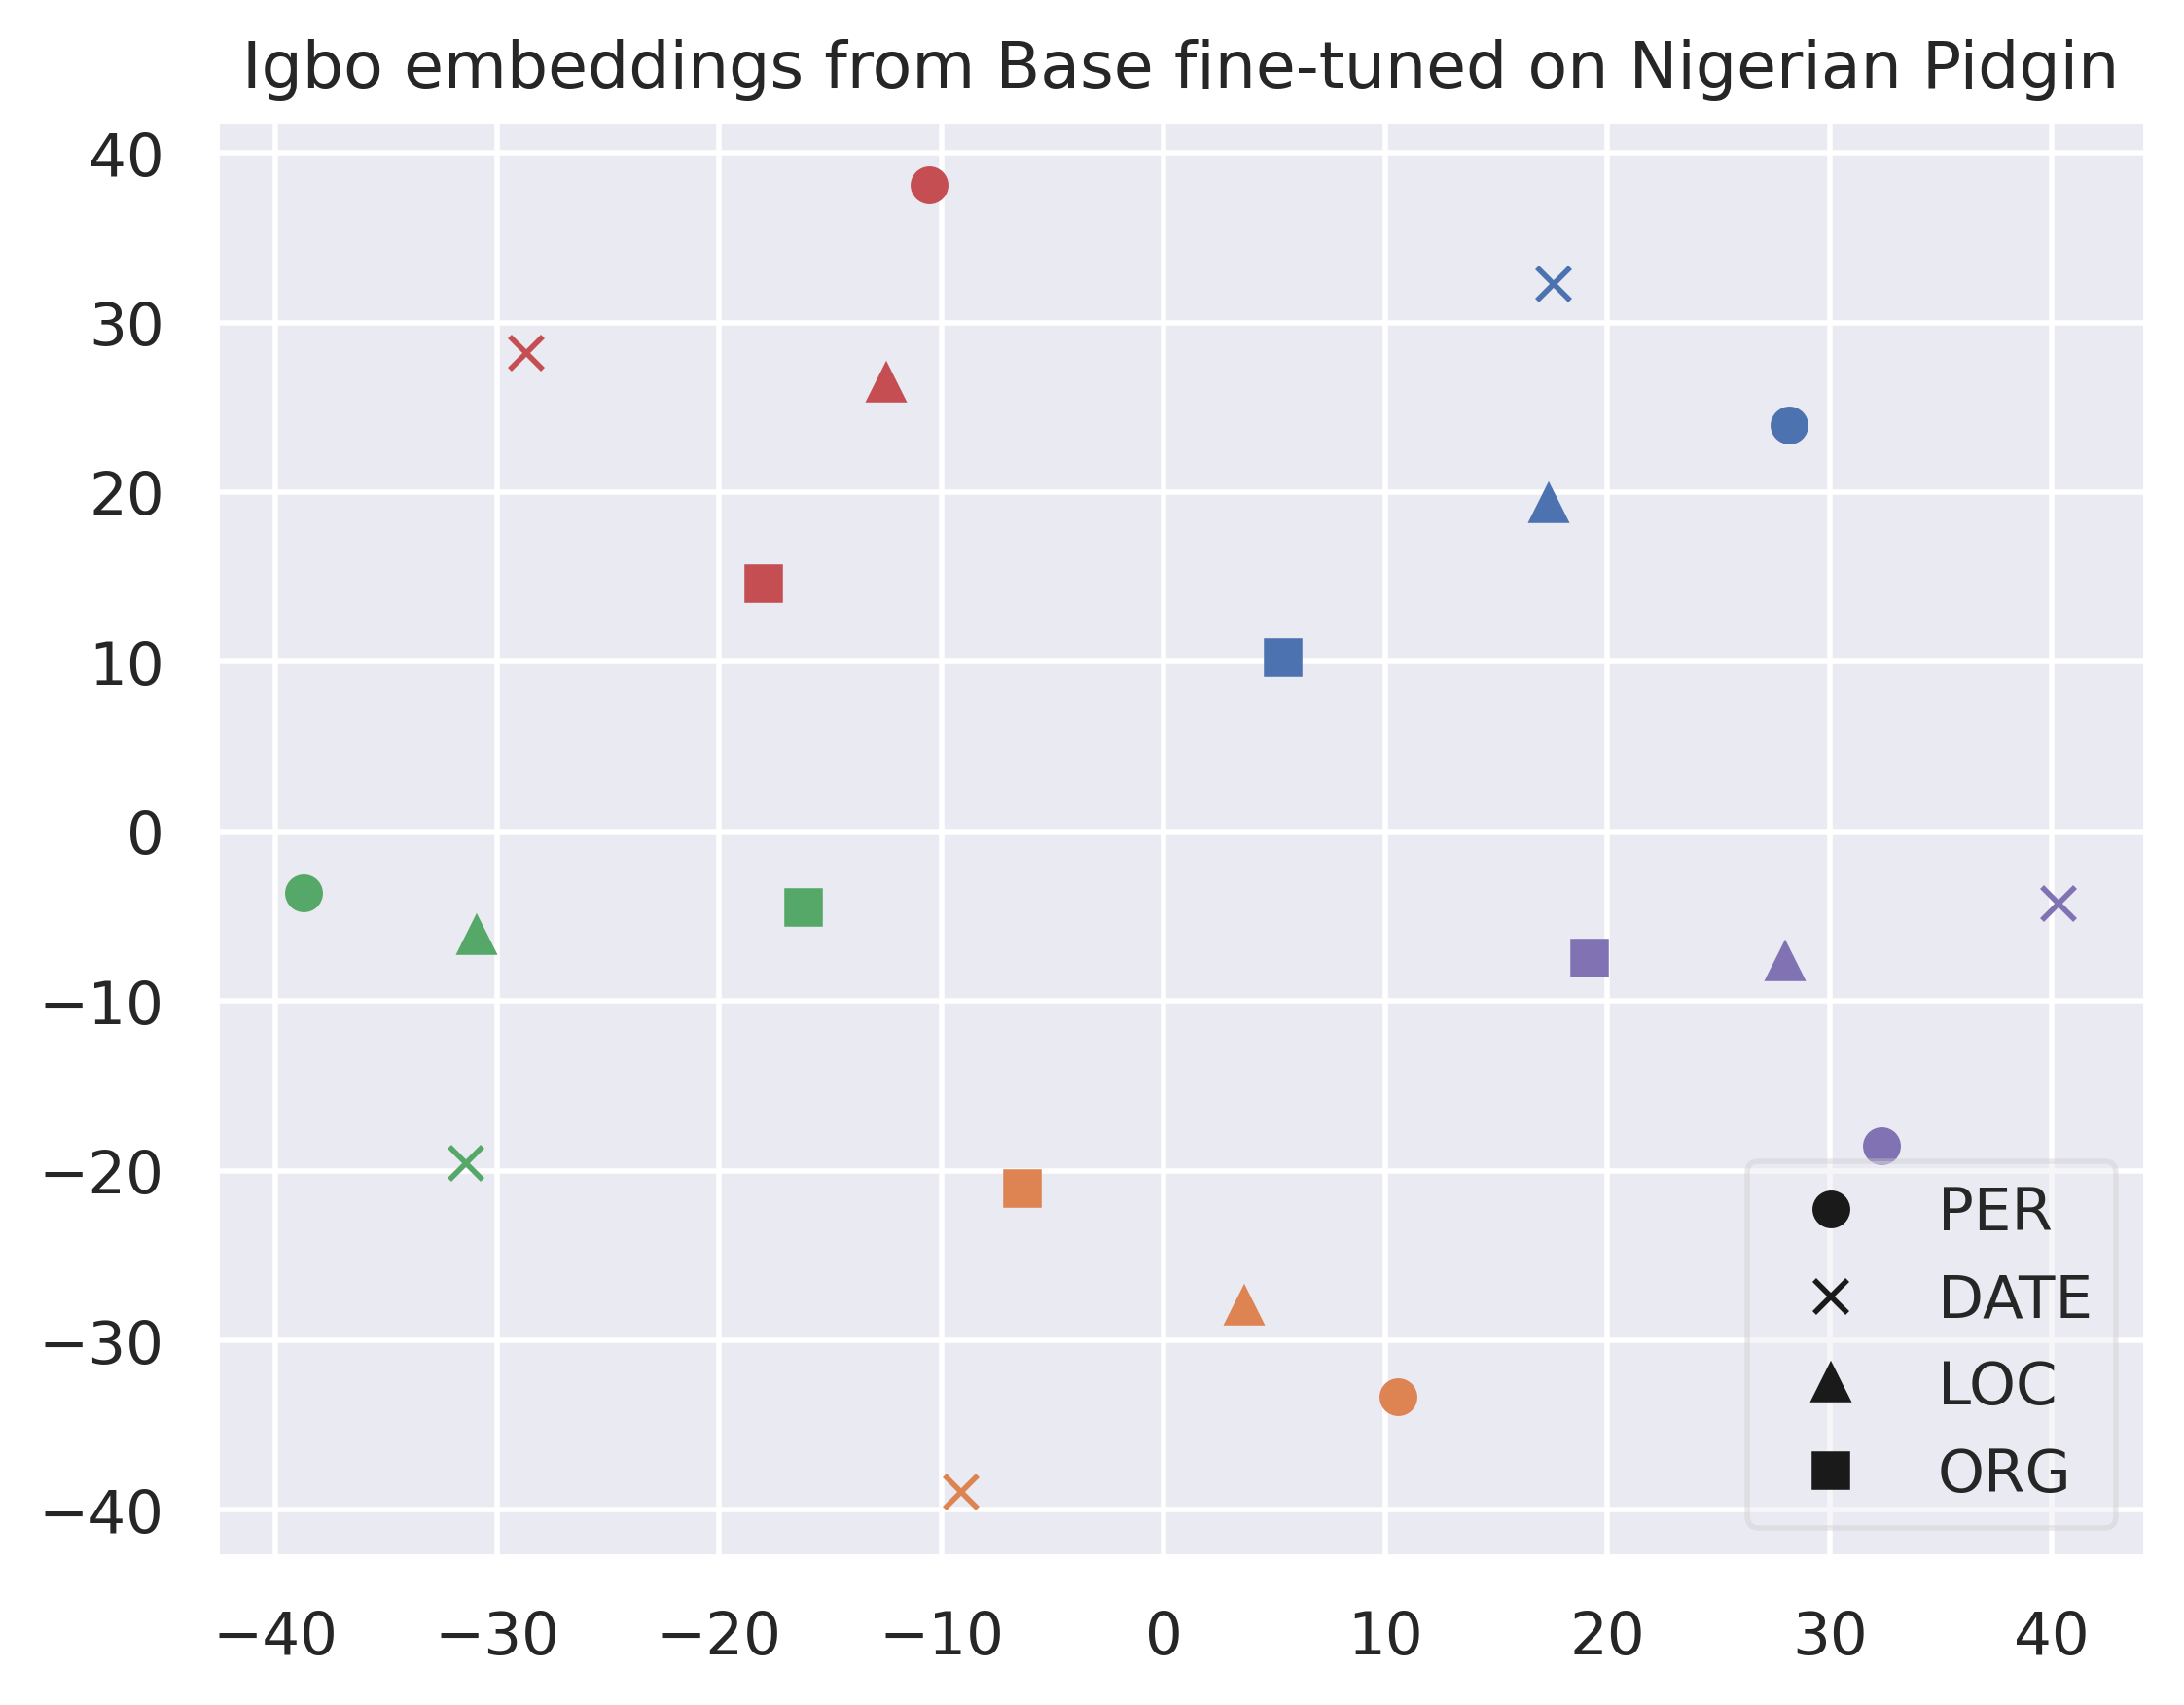 Igbo embeddings from Base fine-tuned on Nigerian Pidgin
40
30
20
10
0
−10
−20
−30
−40
PER
DATE
LOC
ORG
−40 −30 −20 −10 0 10 20 30 40